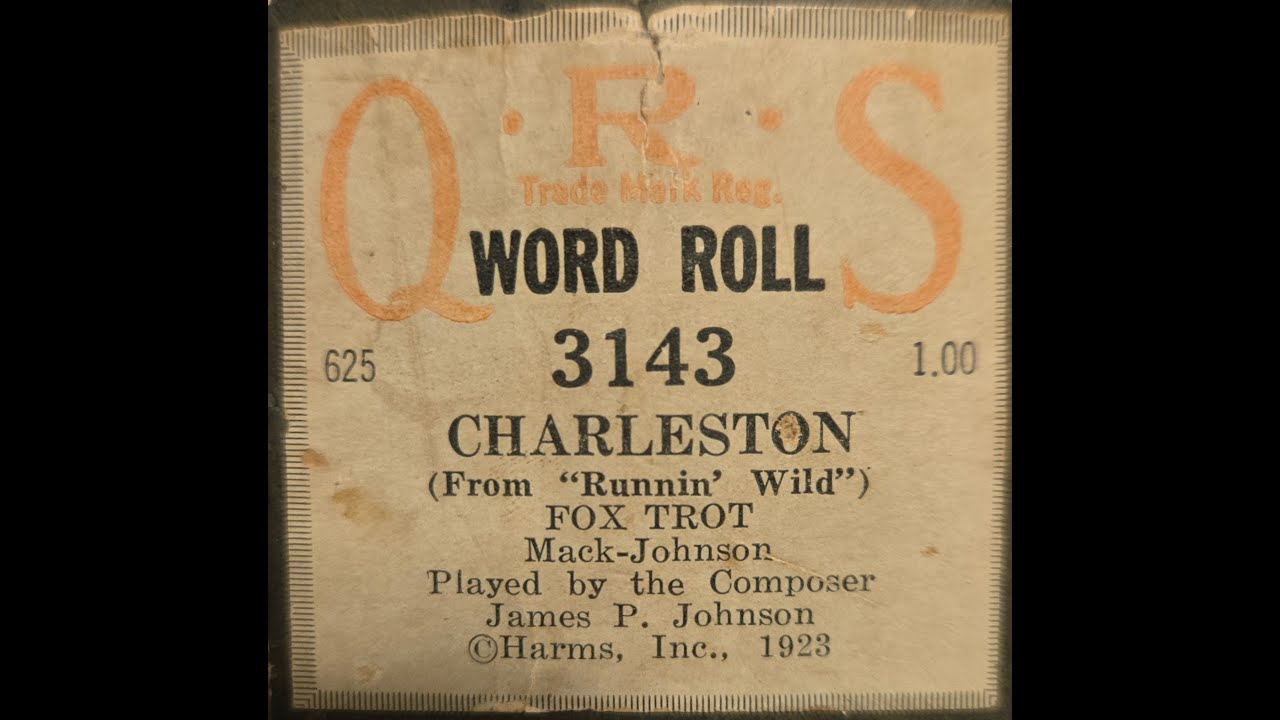 Q·R·S
Trade Mark Reg.
WORD ROLL
3143
625
1.00
CHARLESTON
(From "Runnin' Wild")
FOX TROT
Mack-Johnson
Played by the Composer
James P. Johnson
©Harms, Inc., 1923